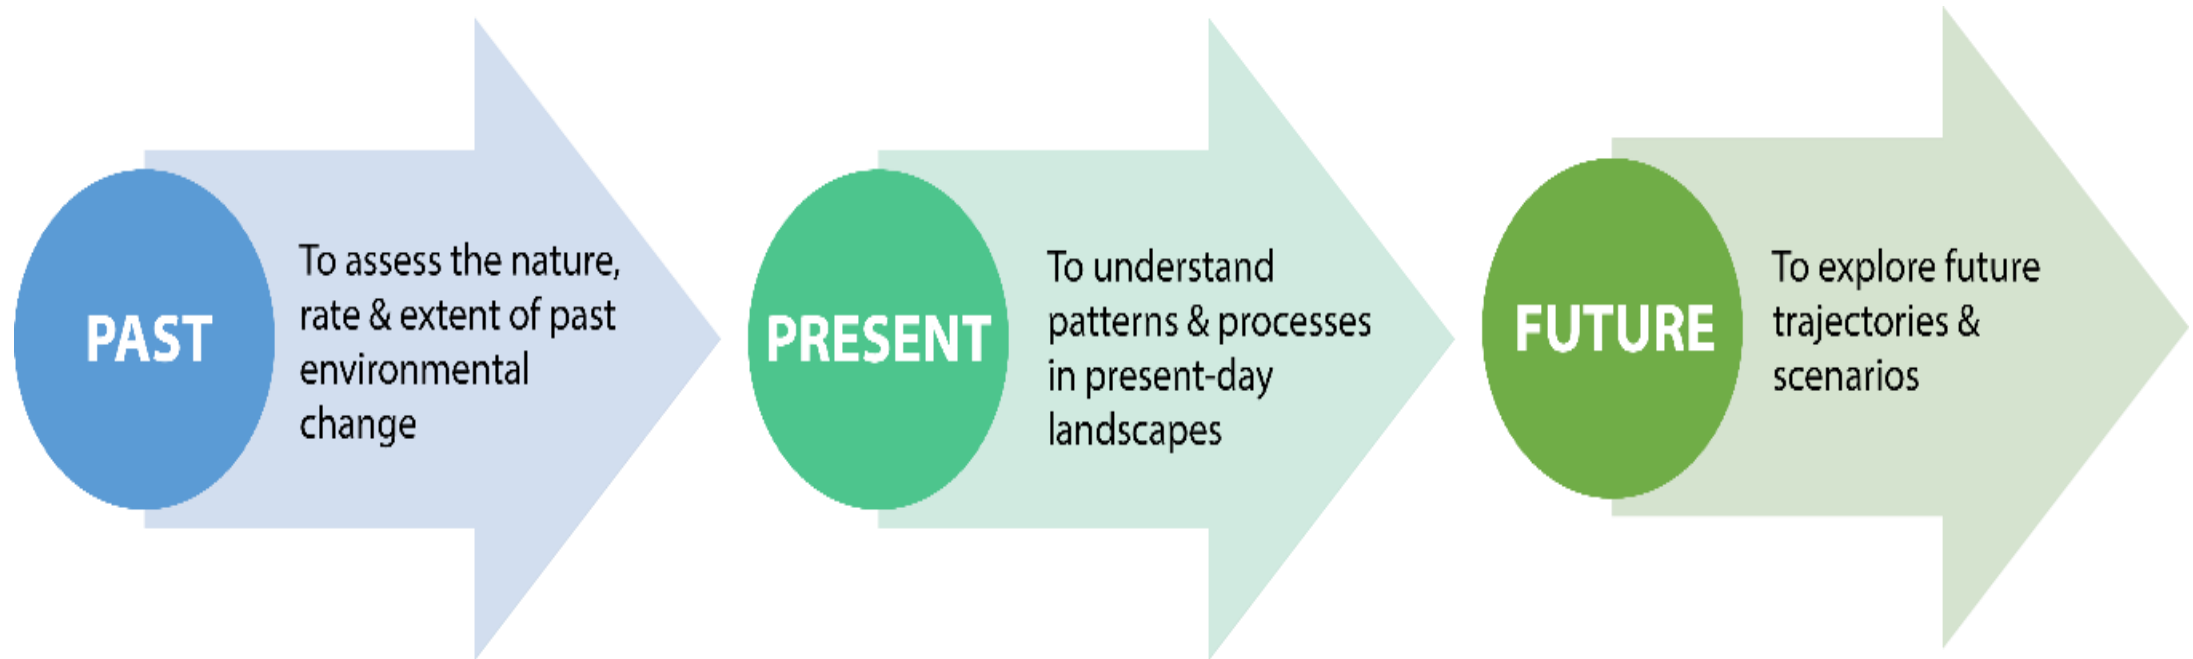 PAST
To assess the nature,
rate & extent of past
environmental
change
PRESENT
To understand
patterns & processes
in present-day
landscapes
FUTURE
To explore future
trajectories &
scenarios